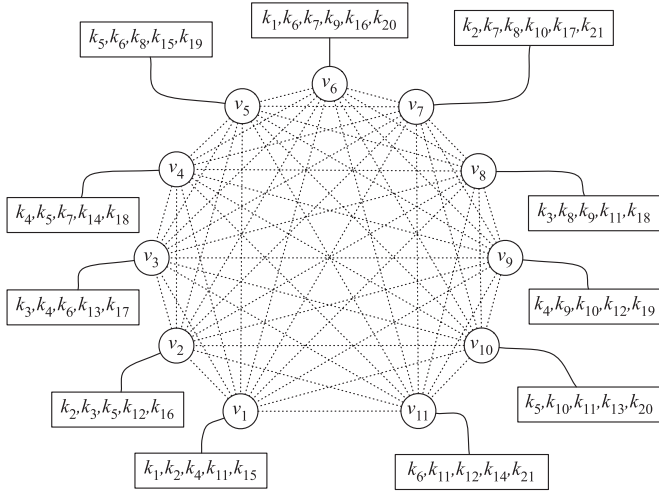 k1,k6,k7,k9,k16,k20
k5,k6,k8,k15,k19
k2,k7,k8,k10,k17,k21
v6
v5
v7
v4
v8
k4,k5,k7,k14,k18
k3,k8,k9,k11,k18
v3
v9
k3,k4,k6,k13,k17
k4,k9,k10,k12,k19
v2
v10
k2,k3,k5,k12,k16
k5,k10,k11,k13,k20
v1
v11
k1,k2,k4,k11,k15
k6,k11,k12,k14,k21